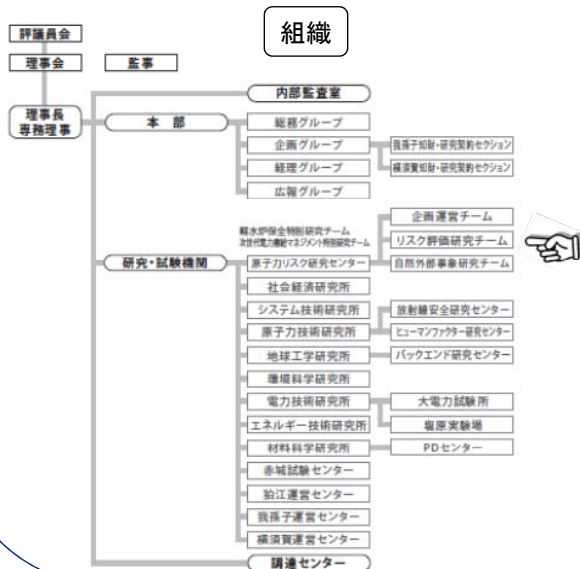 組織
評議員会
理事会
監事
理事長
専務理事
内部監査室
本部
総務グループ
企画グループ
我孫子知財・研究契約セクション
横須賀知財・研究契約セクション
経理グループ
広報グループ
研究・試験機関
軽水炉保全特別研究チーム
次世代電力需給マネジメント特別研究チーム
原子力リスク研究センター
企画運営チーム
リスク評価研究チーム
自然外部事象研究チーム
社会経済研究所
システム技術研究所
原子力技術研究所
放射線安全研究センター
ヒューマンファクター研究センター
地球工学研究所
バックエンド研究センター
環境科学研究所
電力技術研究所
大電力試験所
塩原実験場
エネルギー技術研究所
材料科学研究所
PDセンター
赤城試験センター
狛江運営センター
我孫子運営センター
横須賀運営センター
調達センター